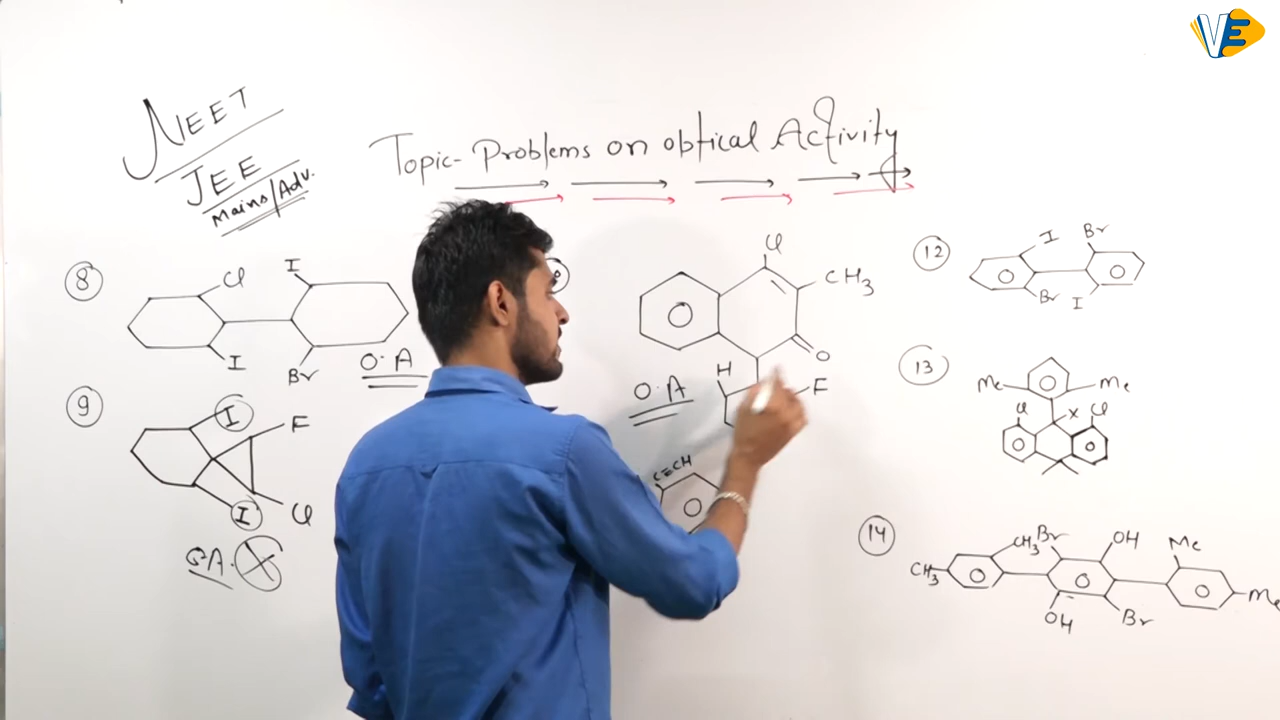 VE
NEET
JEE
Mains/Adv.
Topic- Problems on optical Activity
8
Cl
I
I
Br
O.A
9
I
F
I
Cl
O.A.
Cl
CH3
O
H
F
O.A
C≡CH
12
I
Br
Br
I
13
Me
Me
Cl
X
Cl
14
CH3
CH3
Br
OH
OH
Br
Me
Me